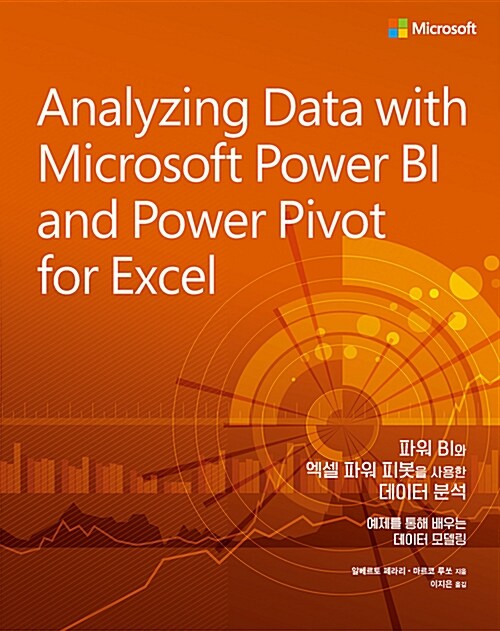 Microsoft
Analyzing Data with
Microsoft Power BI
and Power Pivot
for Excel
파워 BI와
엑셀 파워 피봇을 사용한
데이터 분석
예제를 통해 배우는
데이터 모델링
알베르토 페라리 • 마르코 루쏘 지음
이지은 옮김